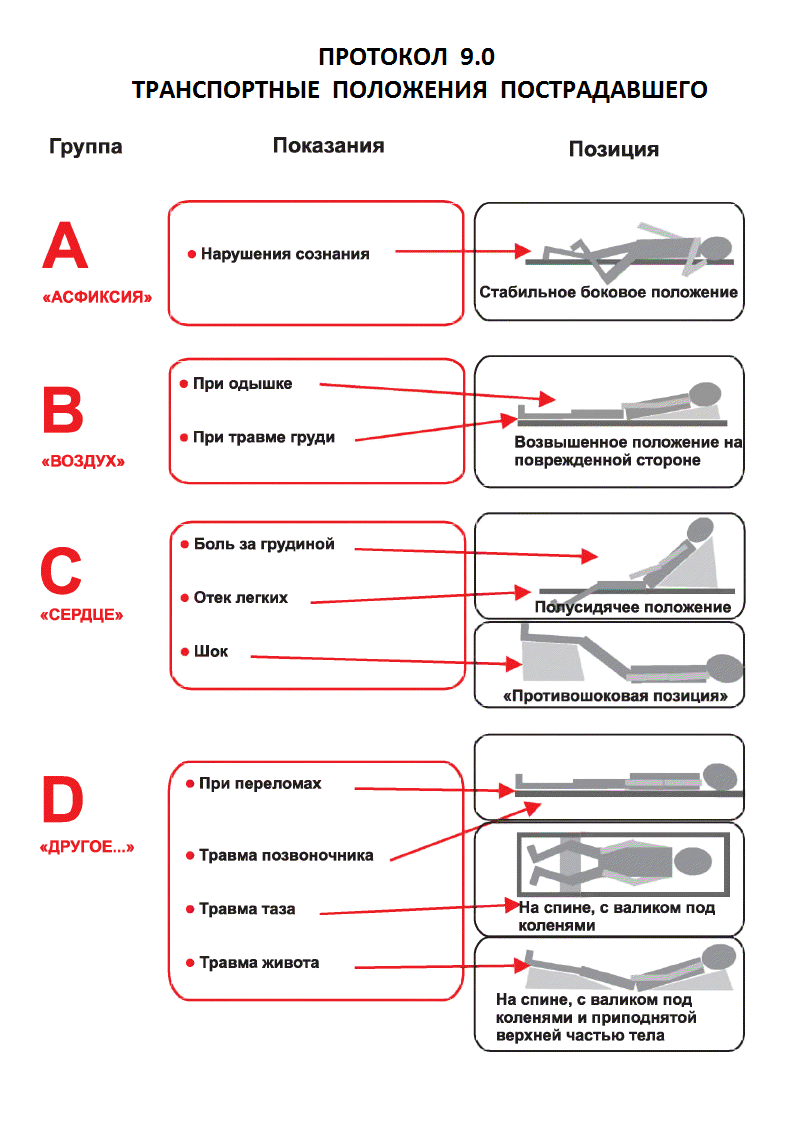 ПРОТОКОЛ 9.0
ТРАНСПОРТНЫЕ ПОЛОЖЕНИЯ ПОСТРАДАВШЕГО
Группа
Показания
Позиция
A
«АСФИКСИЯ»
• Нарушения сознания
Стабильное боковое положение
B
«ВОЗДУХ»
• При одышке
• При травме груди
Возвышенное положение на
поврежденной стороне
C
«СЕРДЦЕ»
• Боль за грудиной
• Отек легких
• Шок
Полусидячее положение
«Противошоковая позиция»
D
«ДРУГОЕ...»
• При переломах
• Травма позвоночника
• Травма таза
• Травма живота
На спине, с валиком под
коленями
На спине, с валиком под
коленями и приподнятой
верхней частью тела